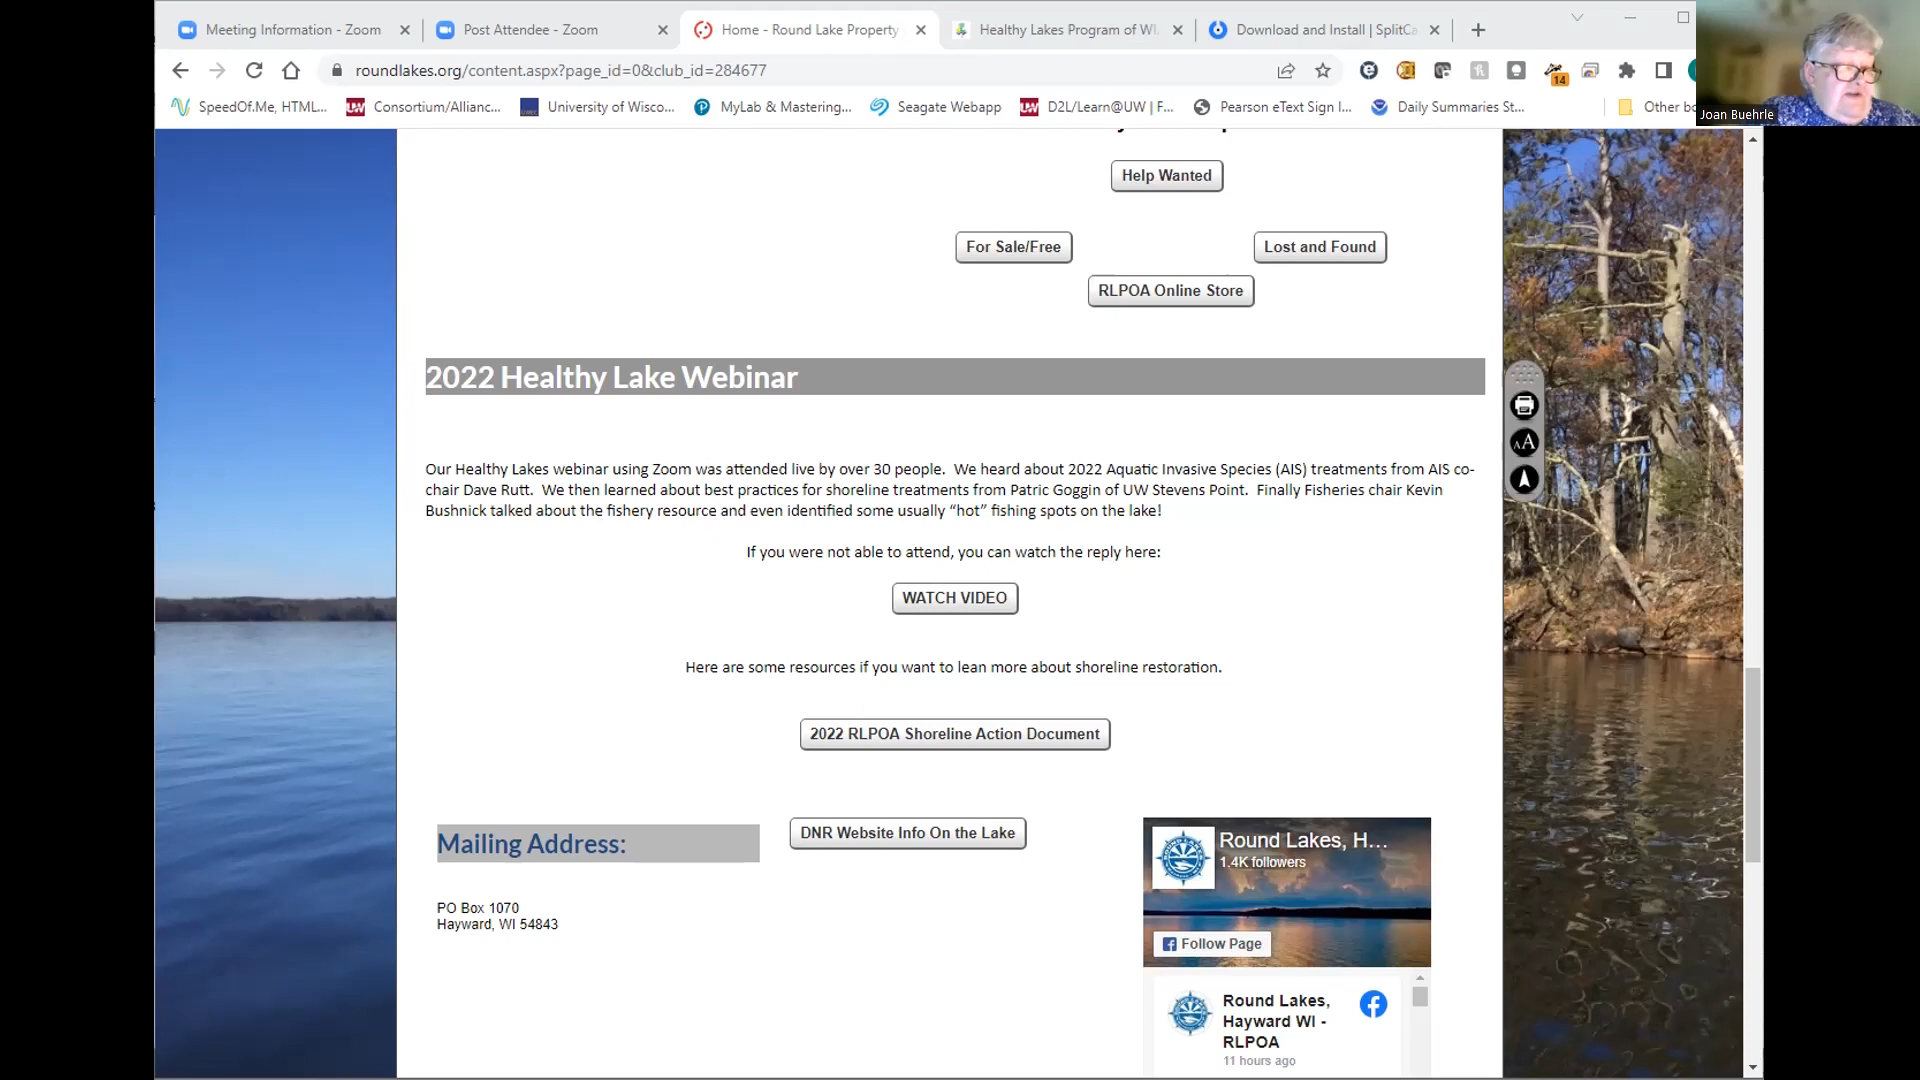 Meeting Information - Zoom
Post Attendee - Zoom
Home - Round Lake Property
Healthy Lakes Program of WI
Download and Install | SplitCa
roundlakes.org/content.aspx?page_id=0&club_id=284677
14
SpeedOf.Me, HTML...
Consortium/Allianc...
University of Wisco...
MyLab & Mastering...
Seagate Webapp
D2L/Learn@UW | F...
Pearson eText Sign I...
Daily Summaries St...
Other bo
Joan Buehrle
Help Wanted
For Sale/Free
Lost and Found
RLPOA Online Store
2022 Healthy Lake Webinar
AA
Our Healthy Lakes webinar using Zoom was attended live by over 30 people.  We heard about 2022 Aquatic Invasive Species (AIS) treatments from AIS co-
chair Dave Rutt.  We then learned about best practices for shoreline treatments from Patric Goggin of UW Stevens Point.  Finally Fisheries chair Kevin
Bushnick talked about the fishery resource and even identified some usually “hot” fishing spots on the lake!
If you were not able to attend, you can watch the reply here:
WATCH VIDEO
Here are some resources if you want to lean more about shoreline restoration.
2022 RLPOA Shoreline Action Document
Mailing Address:
DNR Website Info On the Lake
PO Box 1070
Hayward, WI 54843
Round Lakes, H...
1.4K followers
Follow Page
Round Lakes,
Hayward WI -
RLPOA
11 hours ago